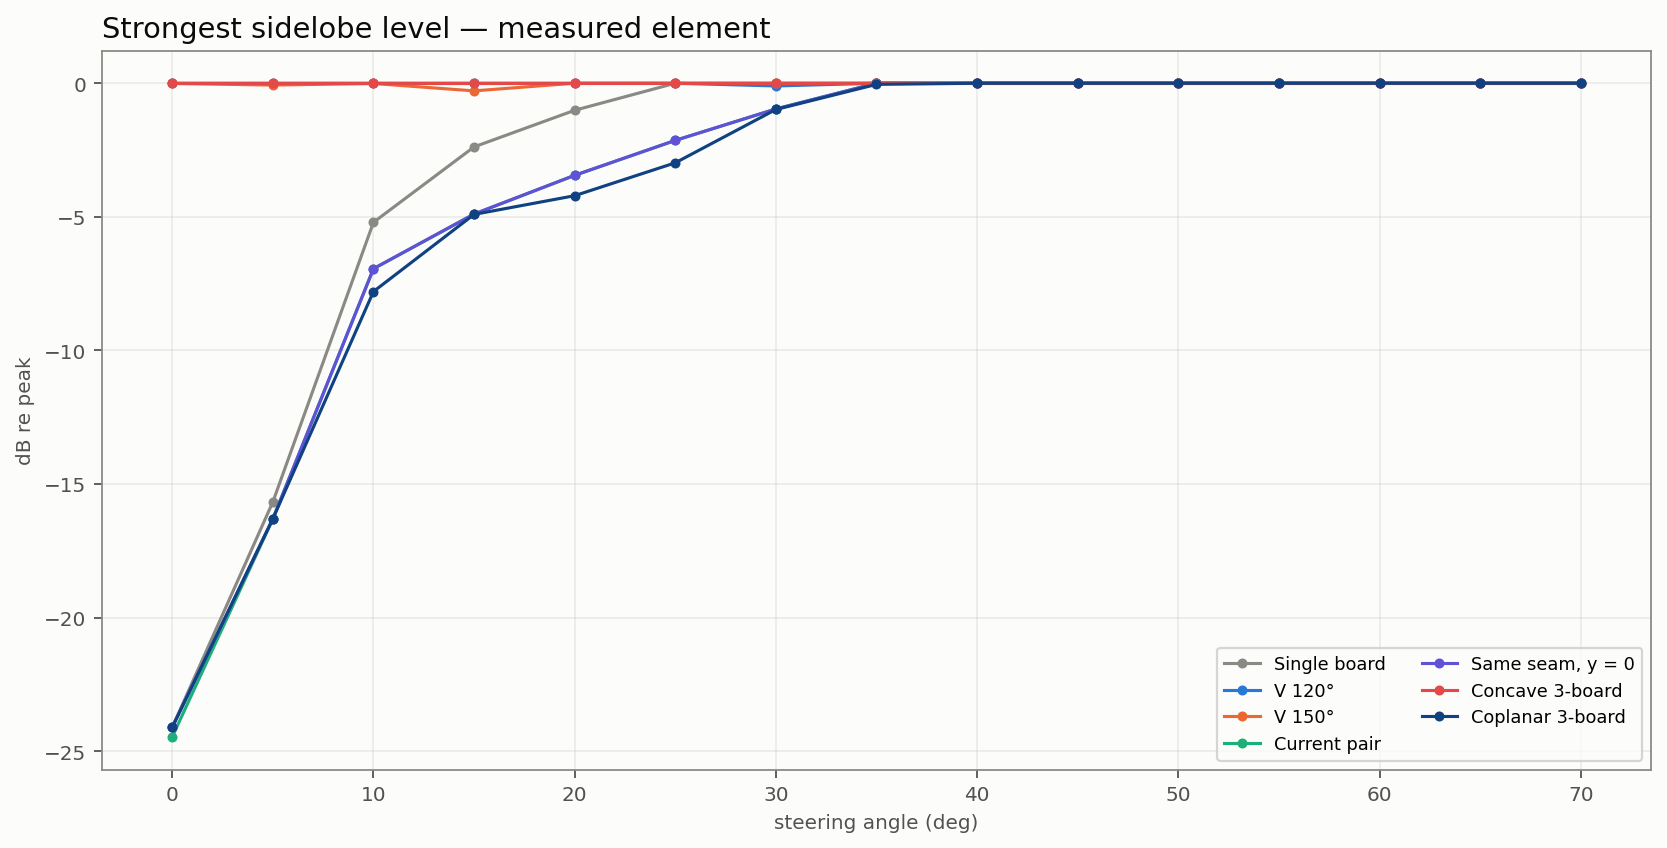 Strongest sidelobe level — measured element
dB re peak
0
−5
−10
−15
−20
−25
0 10 20 30 40 50 60 70
steering angle (deg)
Single board
V 120°
V 150°
Current pair
Same seam, y = 0
Concave 3-board
Coplanar 3-board